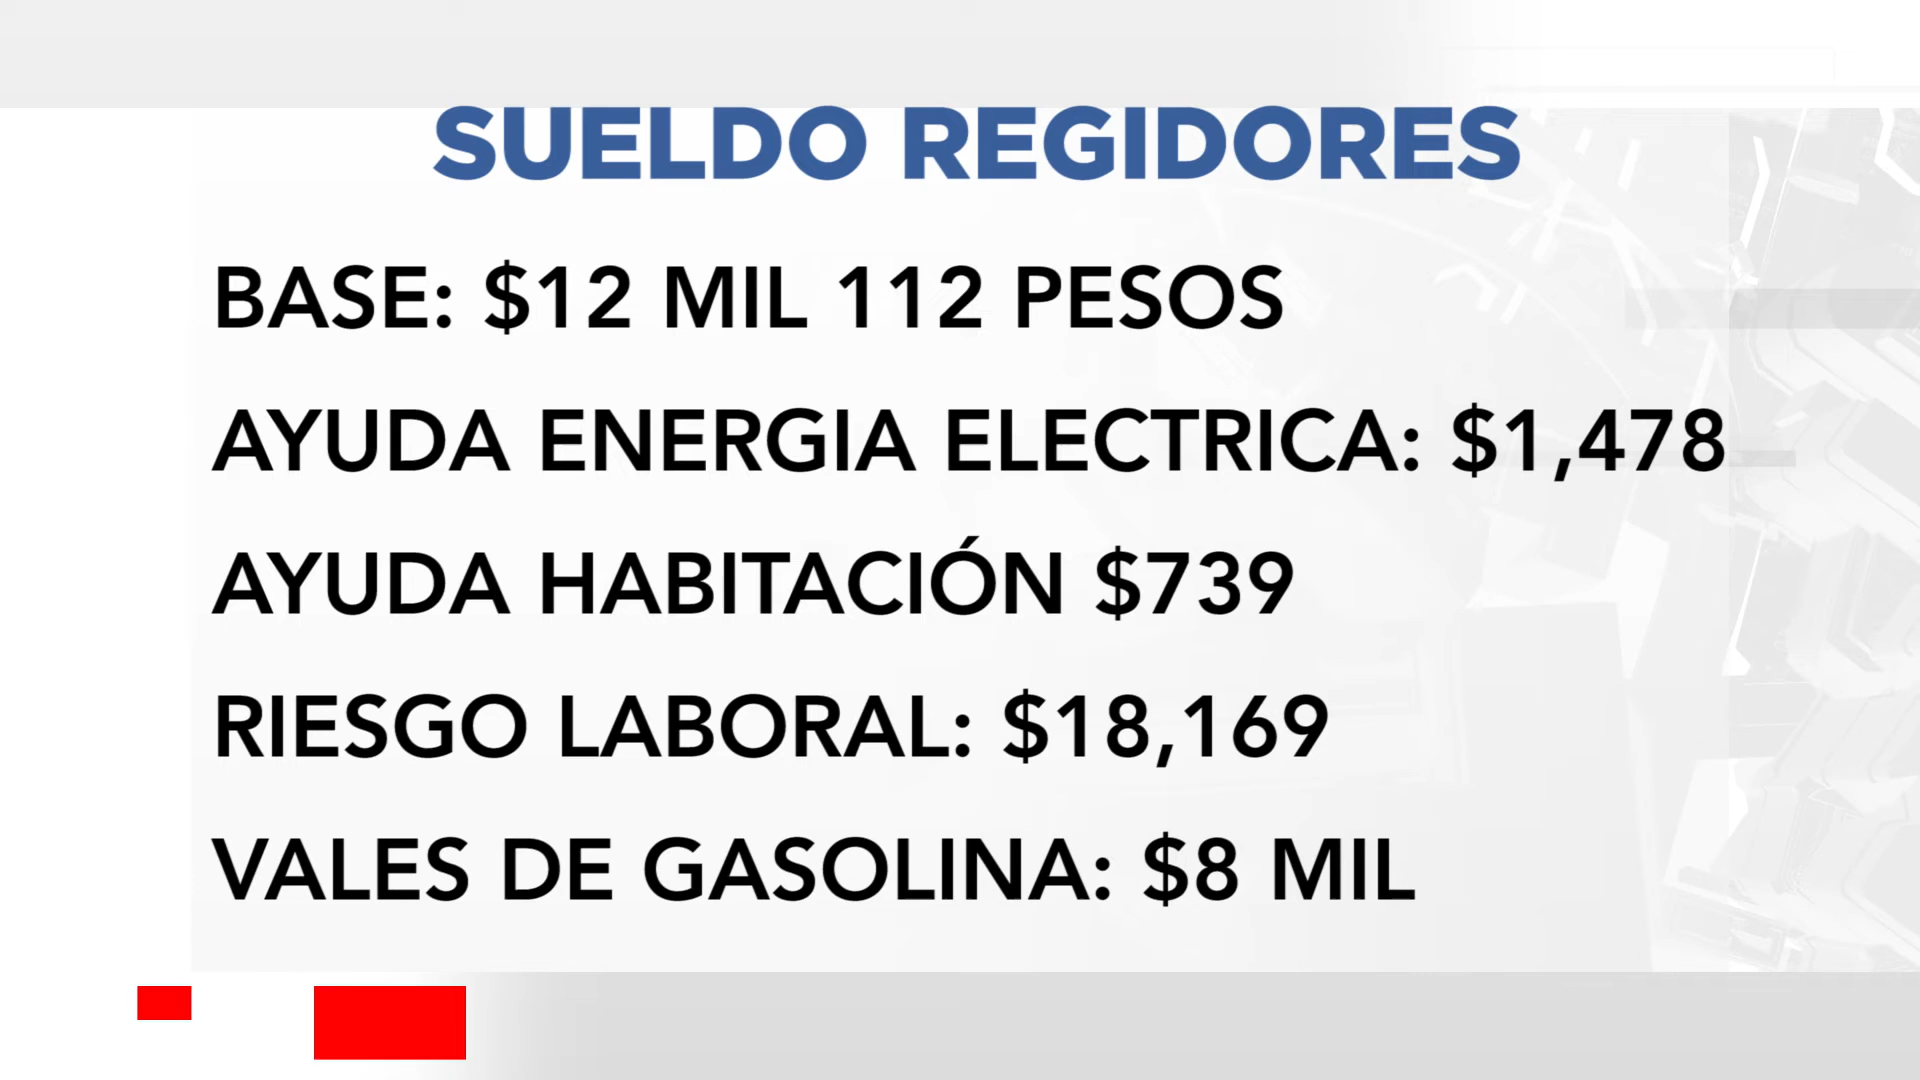 SUELDO REGIDORES
BASE: $12 MIL 112 PESOS
AYUDA ENERGIA ELECTRICA: $1,478
AYUDA HABITACIÓN $739
RIESGO LABORAL: $18,169
VALES DE GASOLINA: $8 MIL